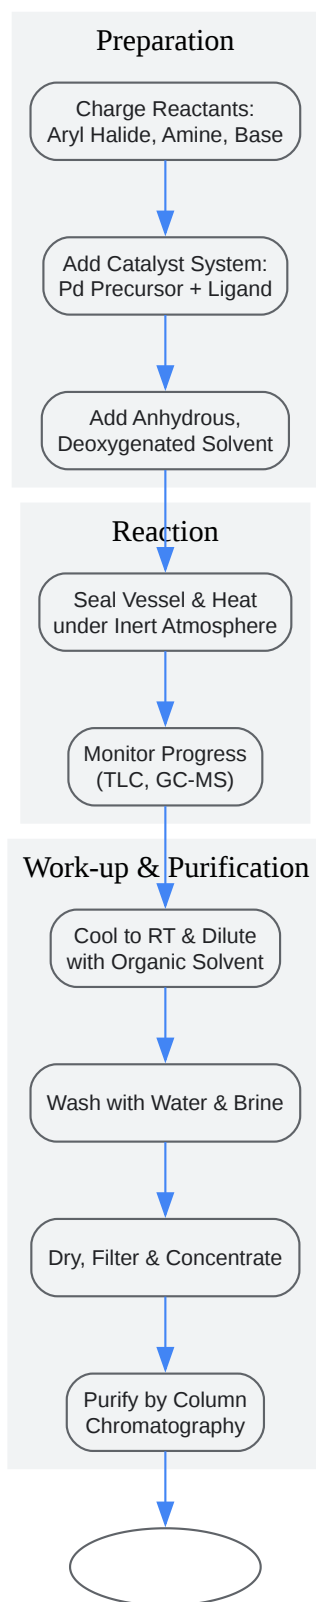 Preparation
Charge Reactants:
Aryl Halide, Amine, Base
Add Catalyst System:
Pd Precursor + Ligand
Add Anhydrous,
Deoxygenated Solvent
Reaction
Seal Vessel & Heat
under Inert Atmosphere
Monitor Progress
(TLC, GC-MS)
Work-up & Purification
Cool to RT & Dilute
with Organic Solvent
Wash with Water & Brine
Dry, Filter & Concentrate
Purify by Column
Chromatography